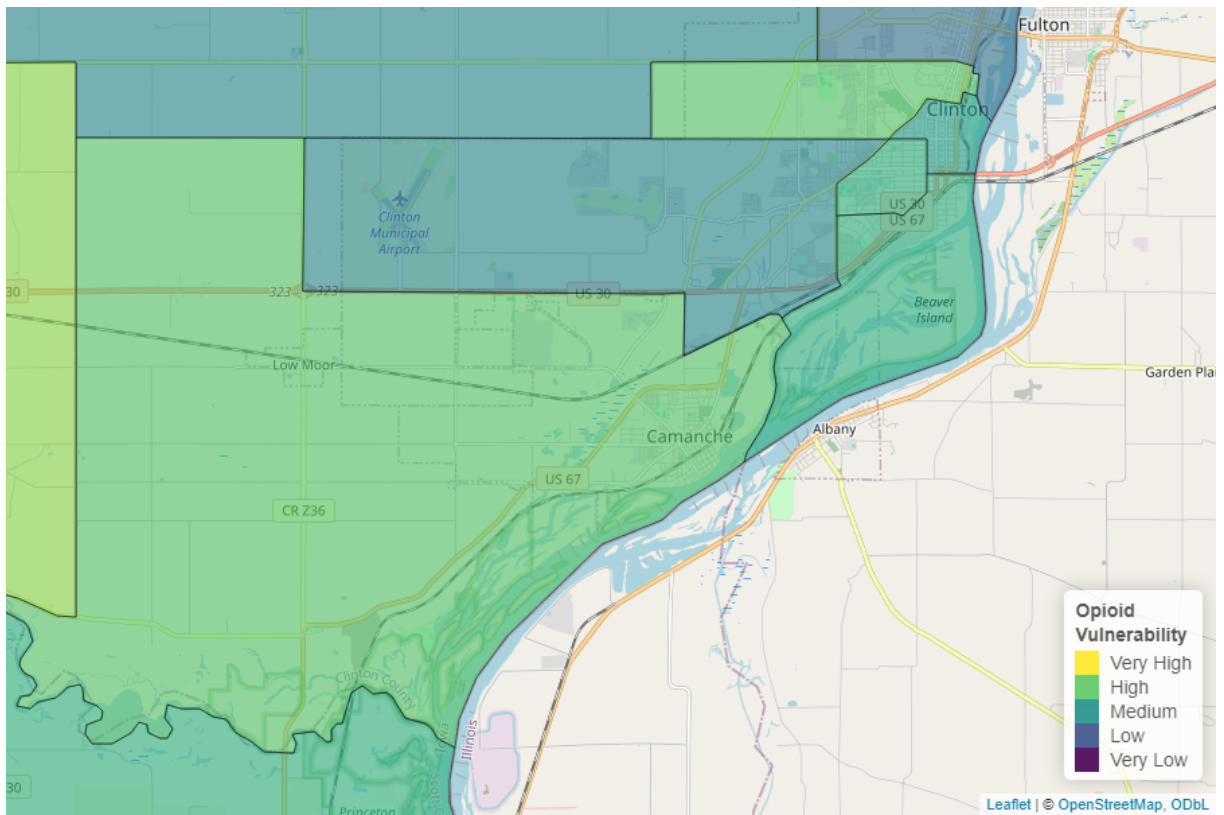 Fulton
Clinton
Clinton
Municipal
Airport
US 30
US 67
30
323
323
US 30
Beaver
Island
Low Moor
Garden Plai
Camanche
Albany
US 67
CR Z36
Opioid
Vulnerability
Very High
High
Medium
Low
Very Low
Clinton County
Iowa
Illinois
Scott C
30
Princeton
Leaflet | © OpenStreetMap, ODbL